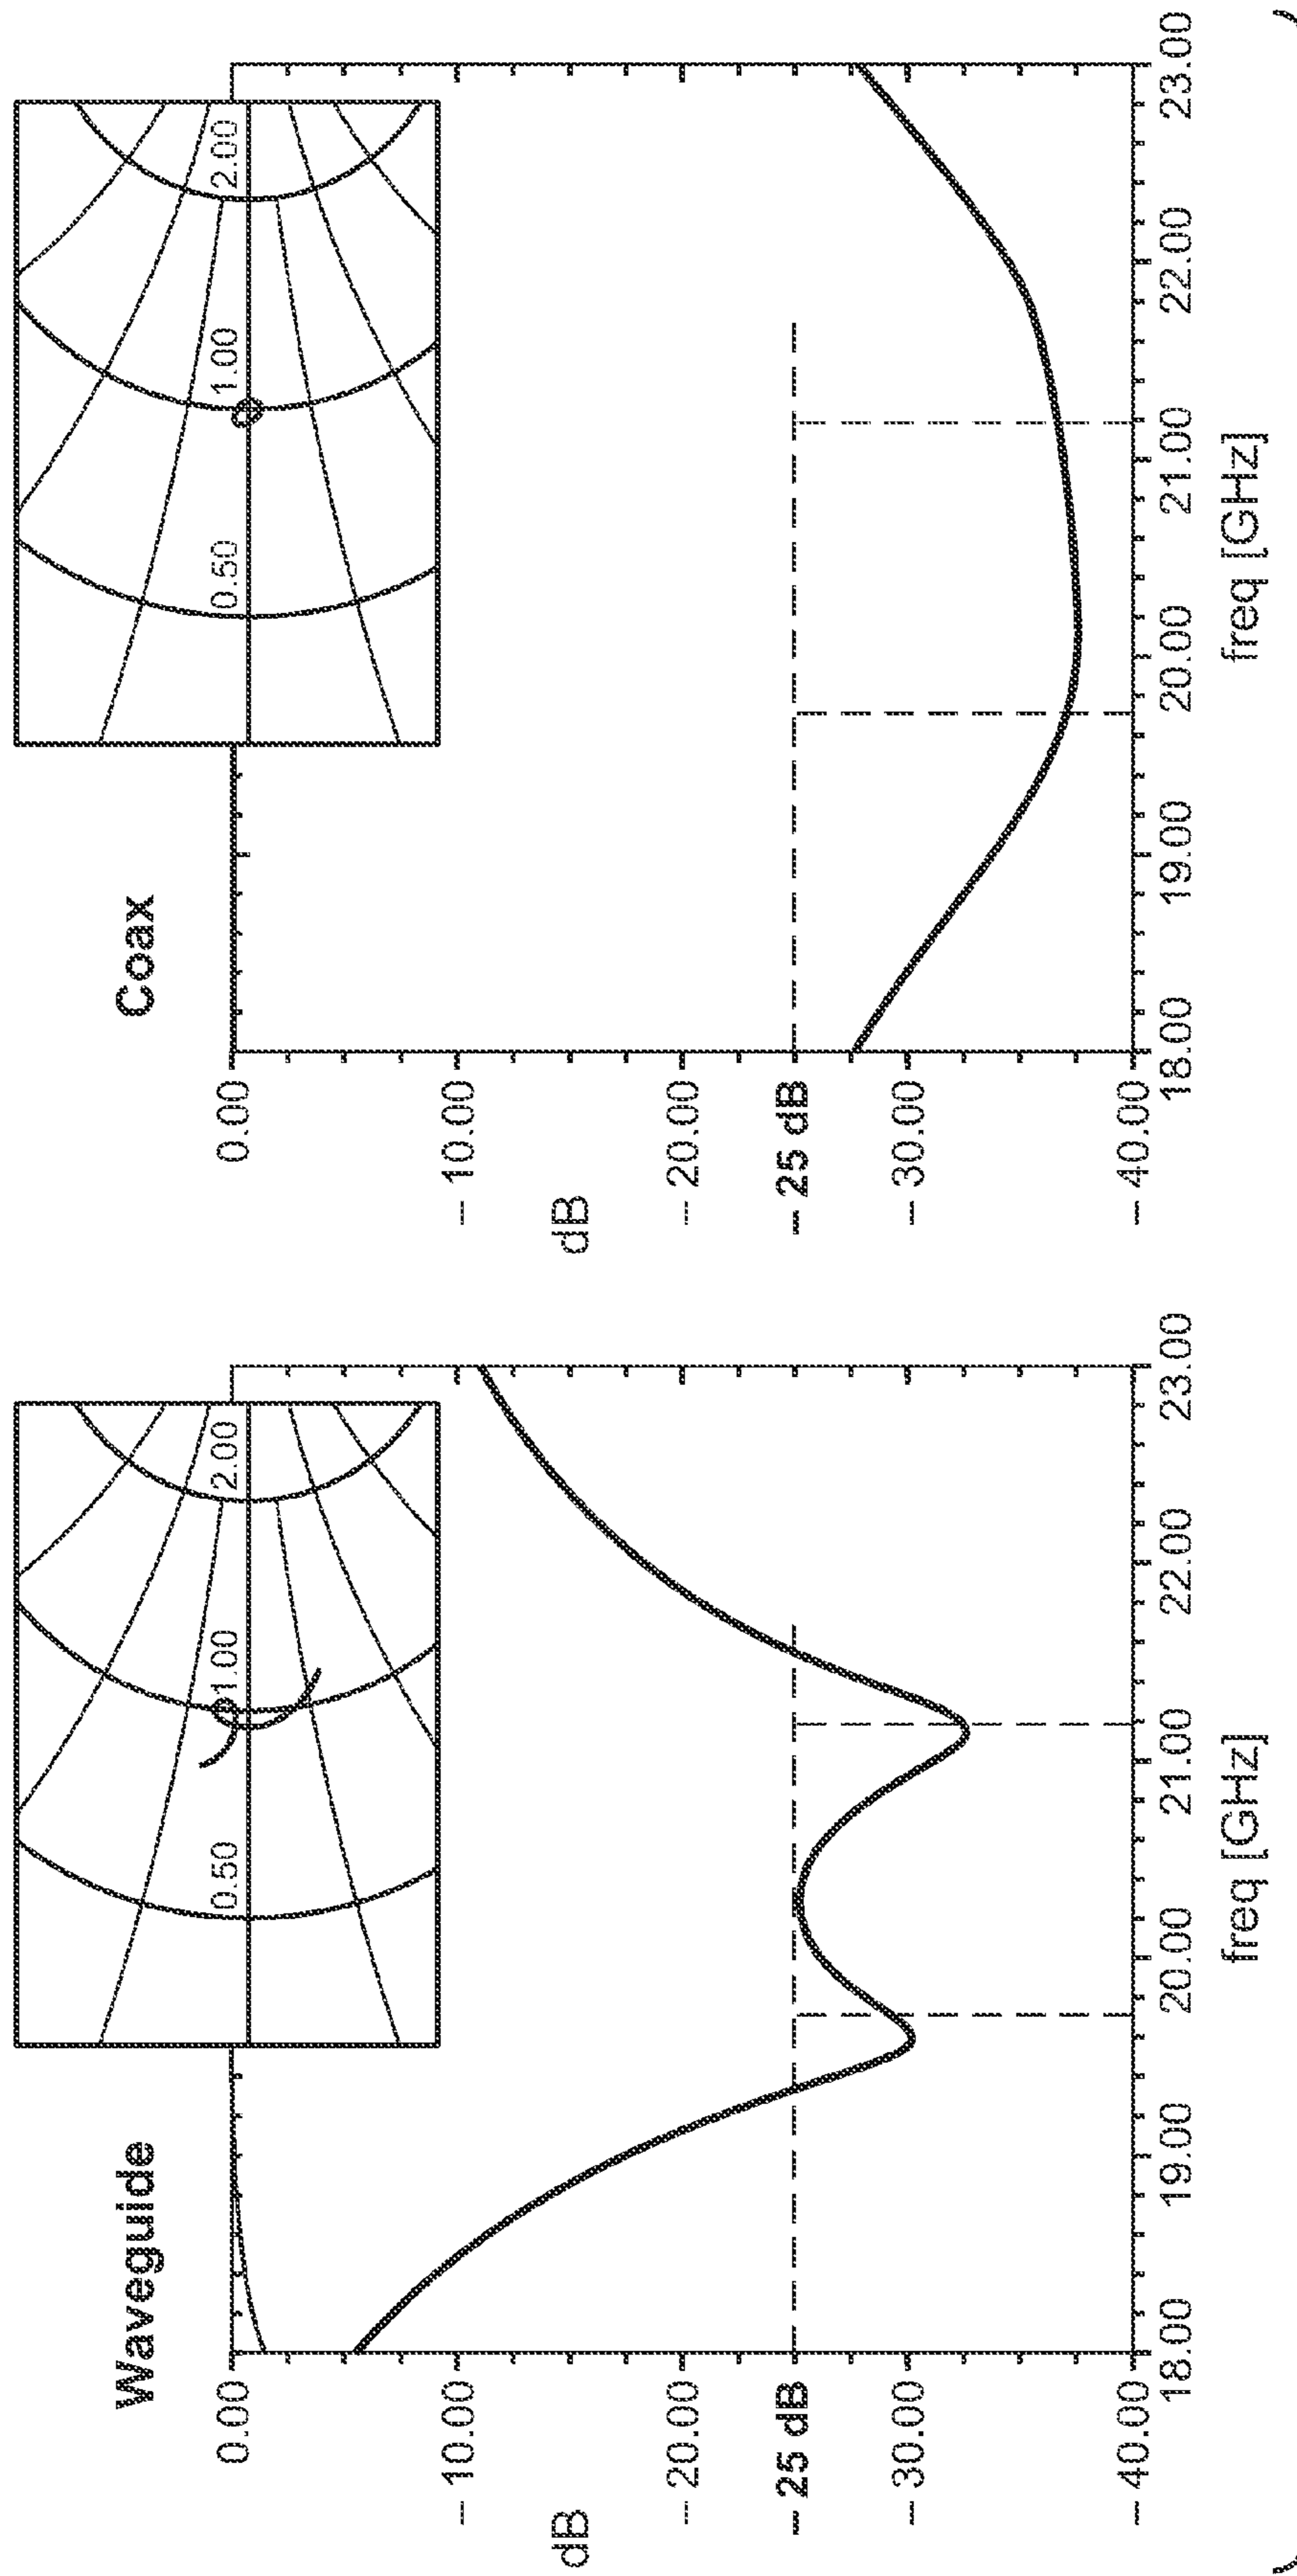 Waveguide
0.50
1.00
2.00
0.00
– 10.00
dB
– 20.00
– 25 dB
– 30.00
– 40.00
18.00 19.00 20.00 21.00 22.00 23.00
freq [GHz]
Coax
0.50
1.00
2.00
0.00
– 10.00
dB
– 20.00
– 25 dB
– 30.00
– 40.00
18.00 19.00 20.00 21.00 22.00 23.00
freq [GHz]